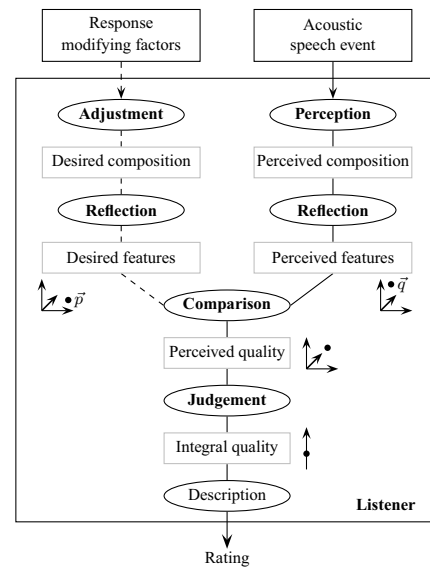 Response
modifying factors
Acoustic
speech event
Adjustment
Perception
Desired composition
Perceived composition
Reflection
Reflection
Desired features
Perceived features
p⃗
q⃗
Comparison
Perceived quality
Judgement
Integral quality
Description
Listener
Rating